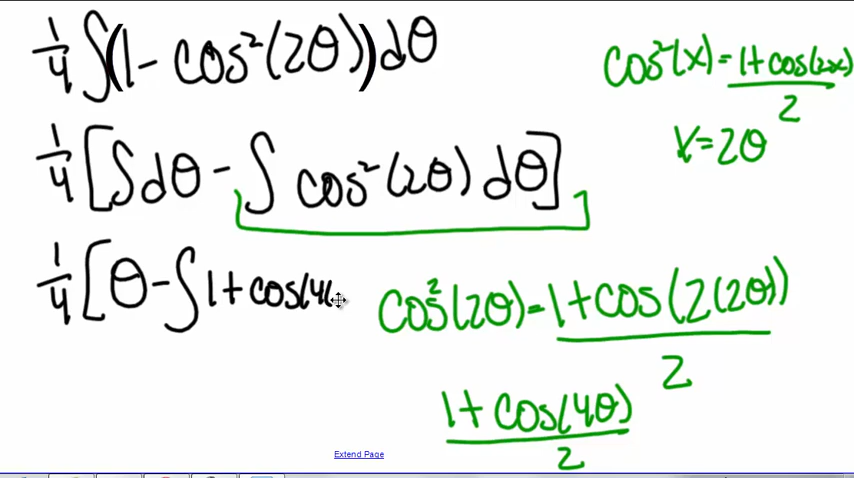 1/4 ∫(1 - cos²(2θ))dθ
cos²(x) = 1 + cos(2x) / 2
x = 2θ
1/4 [∫dθ - ∫ cos²(2θ) dθ]
1/4 [θ - ∫ 1 + cos(4
cos²(2θ) = 1 + cos(2(2θ)) / 2
1 + cos(4θ) / 2
Extend Page